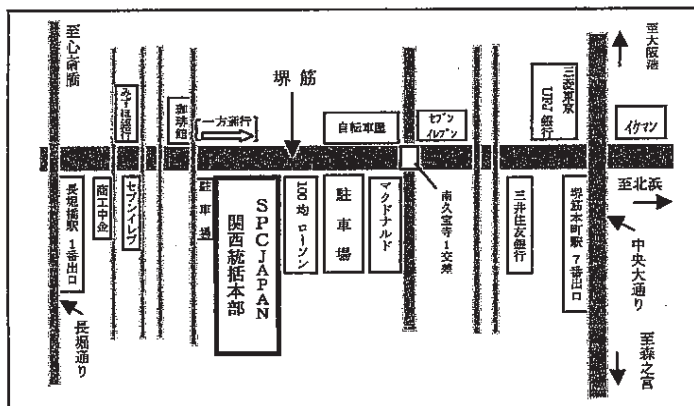 至心斎橋
みずほ銀行
珈琲館
一方通行
堺筋
自転車屋
セブン
イレブン
三菱東京
UFJ銀行
至大阪港
イケマン
長堀橋駅 1番出口
商工中金
セブンイレブ
駐車場
SPC JAPAN
関西統括本部
100均 ローソン
駐車場
マクドナルド
南久宝寺1交差
三井住友銀行
堺筋本町駅 7番出口
至北浜
中央大通り
長堀通り
至森之宮